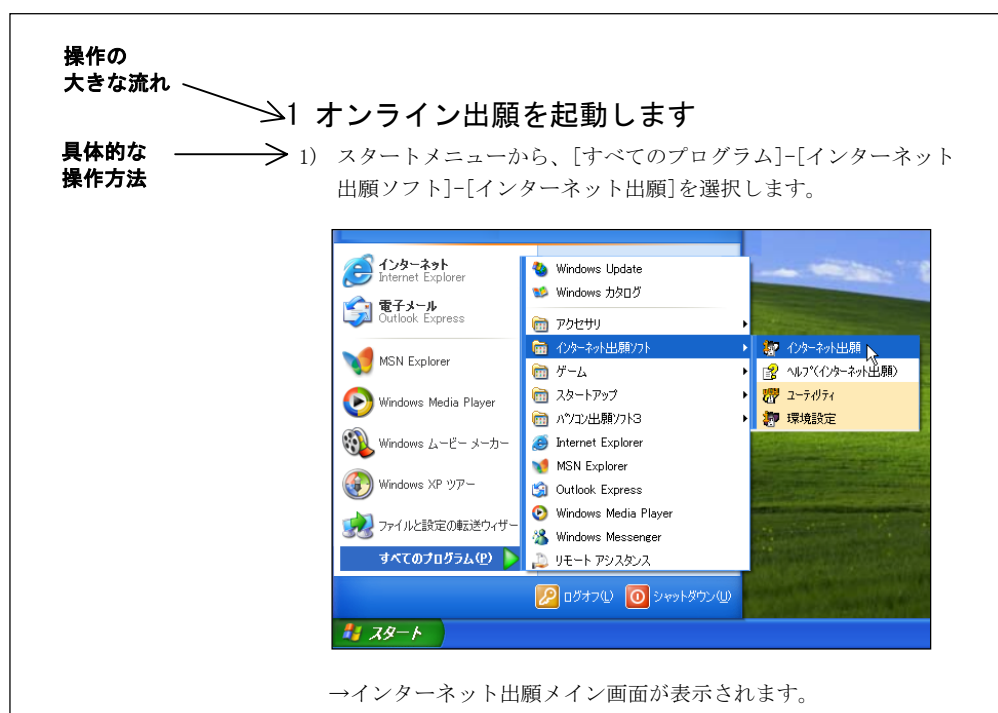 操作の
大きな流れ
1 オンライン出願を起動します
具体的な
操作方法
1) スタートメニューから、[すべてのプログラム]-[インターネット
出願ソフト]-[インターネット出願]を選択します。
インターネット
Internet Explorer
電子メール
Outlook Express
MSN Explorer
Windows Media Player
Windows ムービー メーカー
Windows XP ツアー
ファイルと設定の転送ウィザー
すべてのプログラム(P)
Windows Update
Windows カタログ
アクセサリ
インターネット出願ソフト
ゲーム
スタートアップ
パソコン出願ソフト3
Internet Explorer
MSN Explorer
Outlook Express
Windows Media Player
Windows Messenger
リモート アシスタンス
インターネット出願
ヘルプ(インターネット出願)
ユーティリティ
環境設定
ログオフ(L)
シャットダウン(U)
スタート
→インターネット出願メイン画面が表示されます。